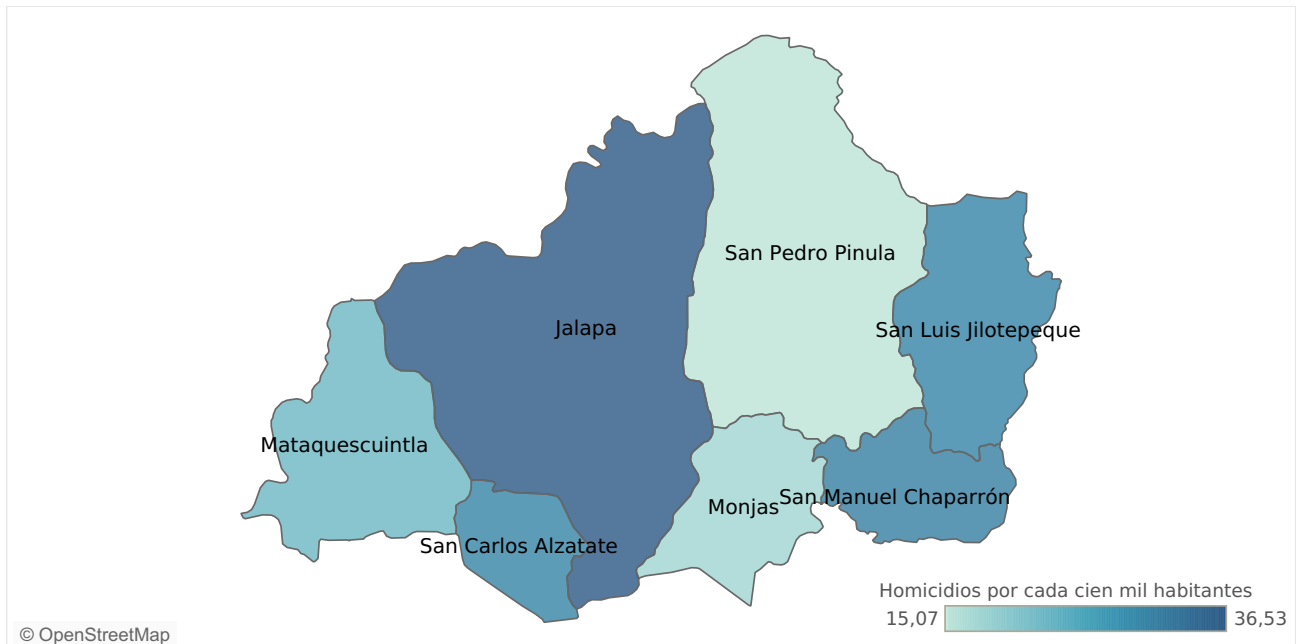 San Pedro Pinula
Jalapa
San Luis Jilotepeque
Mataquescuintla
San Manuel Chaparrón
Monjas
San Carlos Alzatate
Homicidios por cada cien mil habitantes
15,07 36,53
© OpenStreetMap